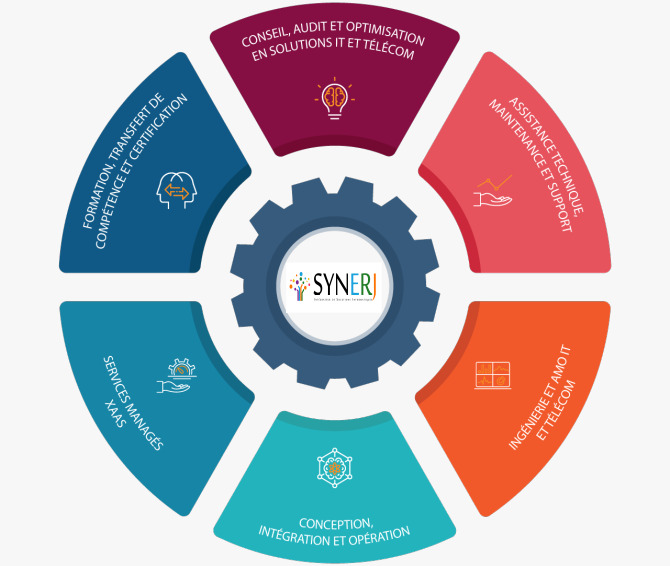 CONSEIL, AUDIT ET OPTIMISATION
EN SOLUTIONS IT ET TÉLÉCOM
ASSISTANCE TECHNIQUE,
MAINTENANCE ET SUPPORT
INGÉNIERIE ET AMO IT
ET TÉLÉCOM
CONCEPTION,
INTÉGRATION ET OPÉRATION
SERVICES MANAGÉS
XAAS
FORMATION, TRANSFERT DE
COMPÉTENCE ET CERTIFICATION
SYNERJ